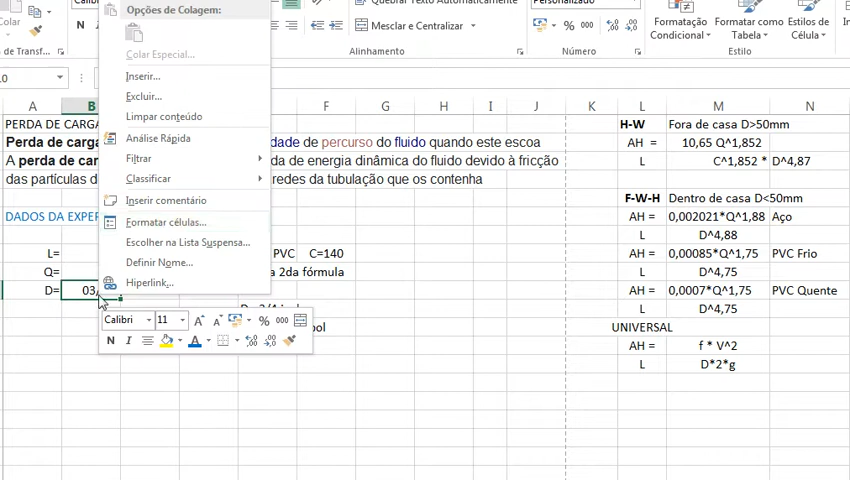 Opções de Colagem:
Quebrar Texto Automaticamente
Personalizado
Colar
Calibri
N
Mesclar e Centralizar
%
000
Formatação Condicional
Formatar como Tabela
Estilos de Célula
de Transf...
Alinhamento
Número
Estilo
Colar Especial...
Inserir...
Excluir...
Limpar conteúdo
Análise Rápida
Filtrar
Classificar
Inserir comentário
Formatar células...
Escolher na Lista Suspensa...
Definir Nome...
Hiperlink...
A B F G H I J K L M N
PERDA DE CARGA H-W Fora de casa D>50mm
Perda de carga dade de percurso do fluido quando este escoa AH = 10,65 Q^1,852
A perda de car da de energia dinâmica do fluido devido à fricção L C^1,852 * D^4,87
das partículas d redes da tubulação que os contenha
F-W-H Dentro de casa D<50mm
DADOS DA EXPER AH = 0,002021*Q^1,88 Aço
L D^4,88
L= PVC C=140 AH = 0,00085*Q^1,75 PVC Frio
Q= a 2da fórmula L D^4,75
D= 03, AH = 0,0007*Q^1,75 PVC Quente
L D^4,75
pol UNIVERSAL
AH = f * V^2
L D*2*g
Calibri 11 A A % 000
N I A